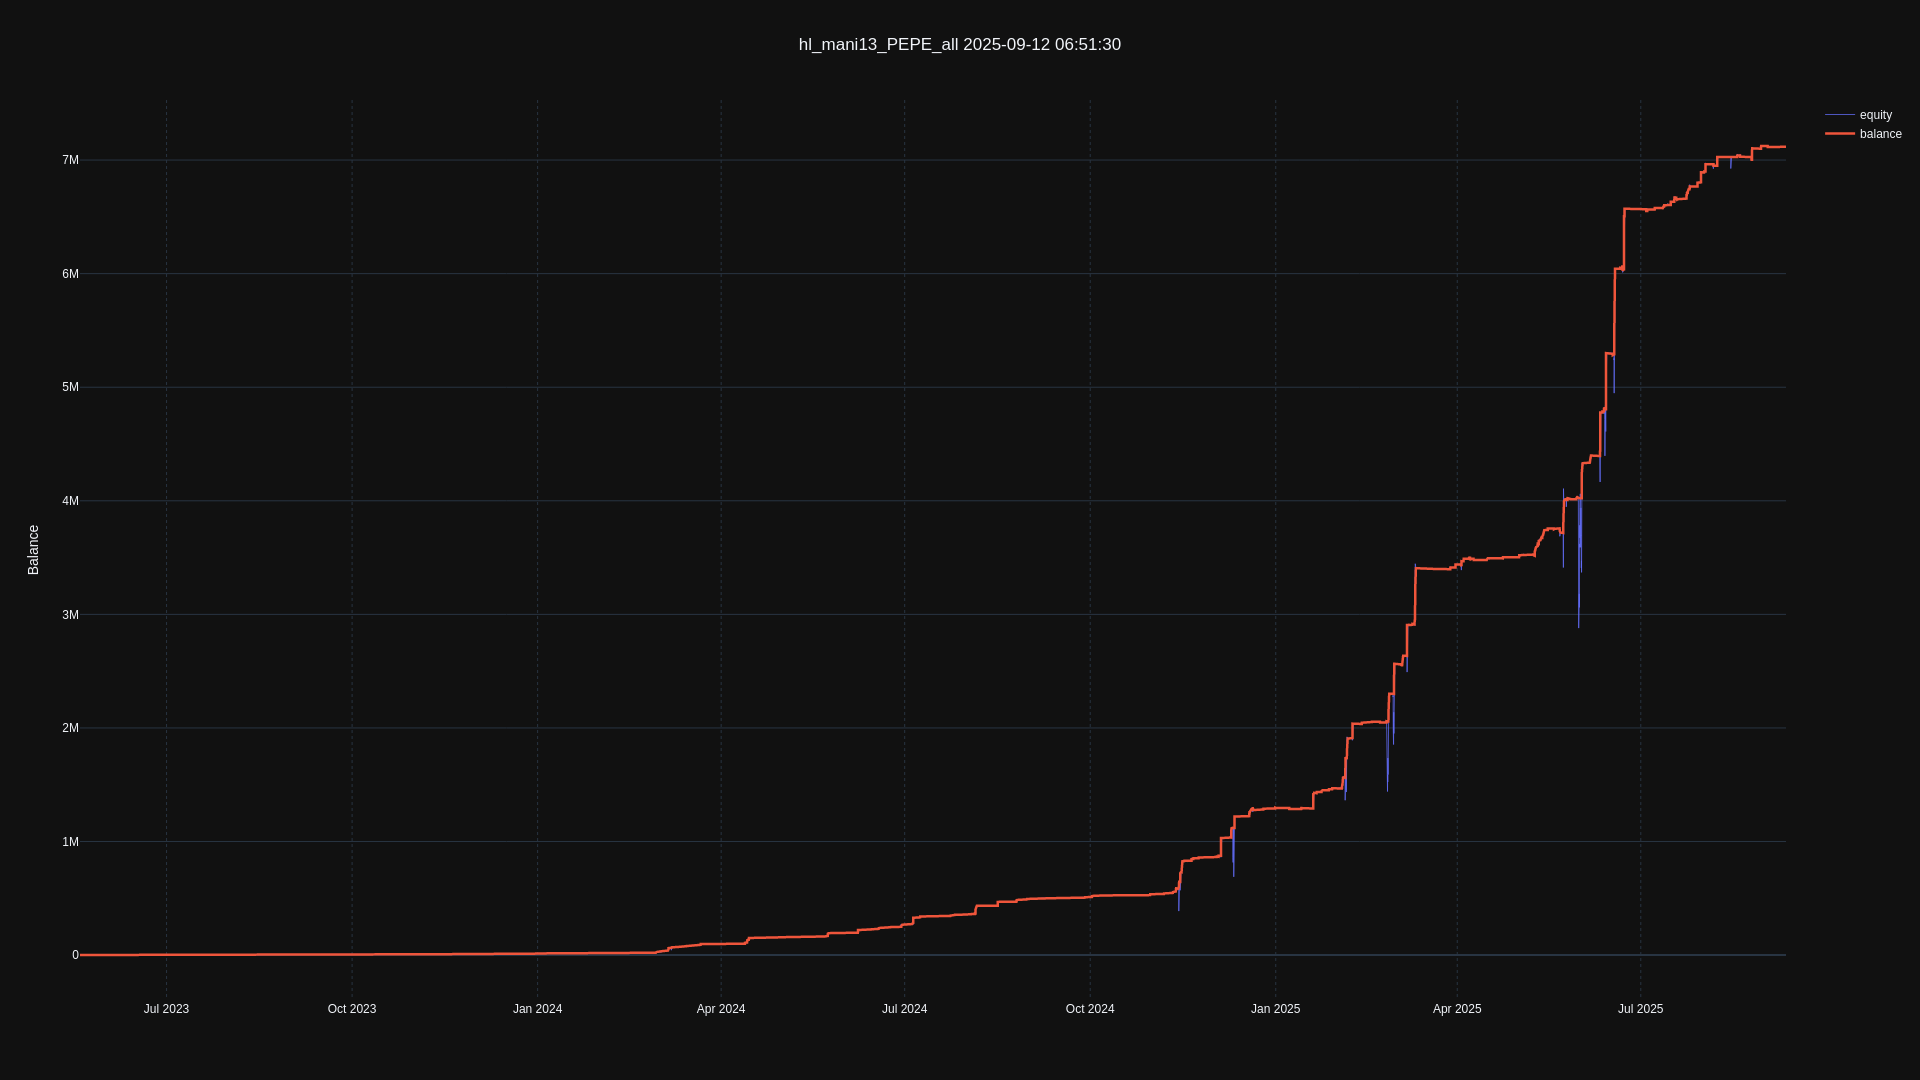 hl_mani13_PEPE_all 2025-09-12 06:51:30
equity
balance
7M
6M
5M
4M
3M
2M
1M
0
Balance
Jul 2023
Oct 2023
Jan 2024
Apr 2024
Jul 2024
Oct 2024
Jan 2025
Apr 2025
Jul 2025